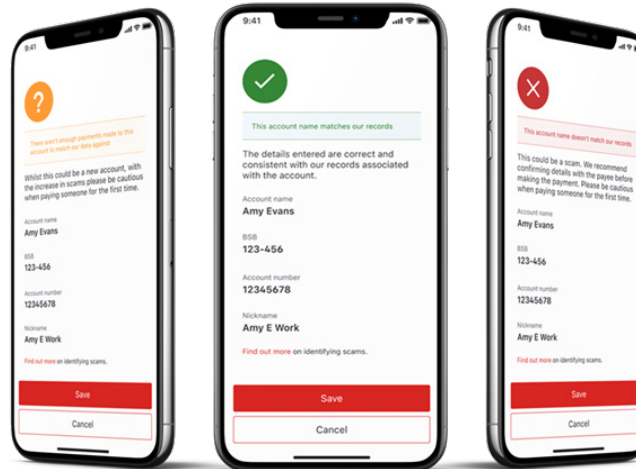 9:41
?
There aren't enough payments made to this
account to match our data against
Whilst this could be a new account, with
the increase in scams please be cautious
when paying someone for the first time.
Account name
Amy Evans
BSB
123-456
Account number
12345678
Nickname
Amy E Work
Find out more on identifying scams.
Save
Cancel
9:41
This account name matches our records
The details entered are correct and
consistent with our records associated
with the account.
Account name
Amy Evans
BSB
123-456
Account number
12345678
Nickname
Amy E Work
Find out more on identifying scams.
Save
Cancel
9:41
This account name doesn't match our records
This could be a scam. We recommend
confirming details with the payee before
making the payment. Please be cautious
when paying someone for the first time.
Account name
Amy Evans
BSB
123-456
Account number
12345678
Nickname
Amy E Work
Find out more on identifying scams.
Save
Cancel